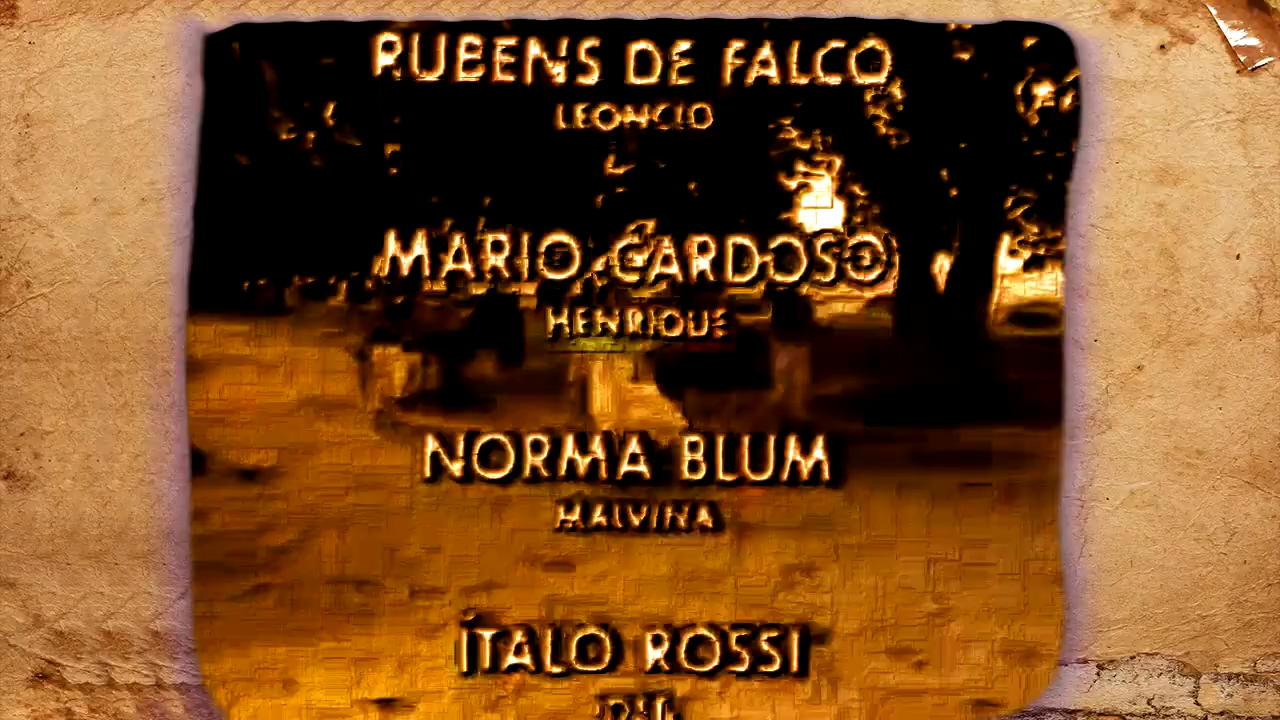 RUBENS DE FALCO
LEONCIO
MARIO CARDOSO
HENRIQUE
NORMA BLUM
MALVINA
ÍTALO ROSSI